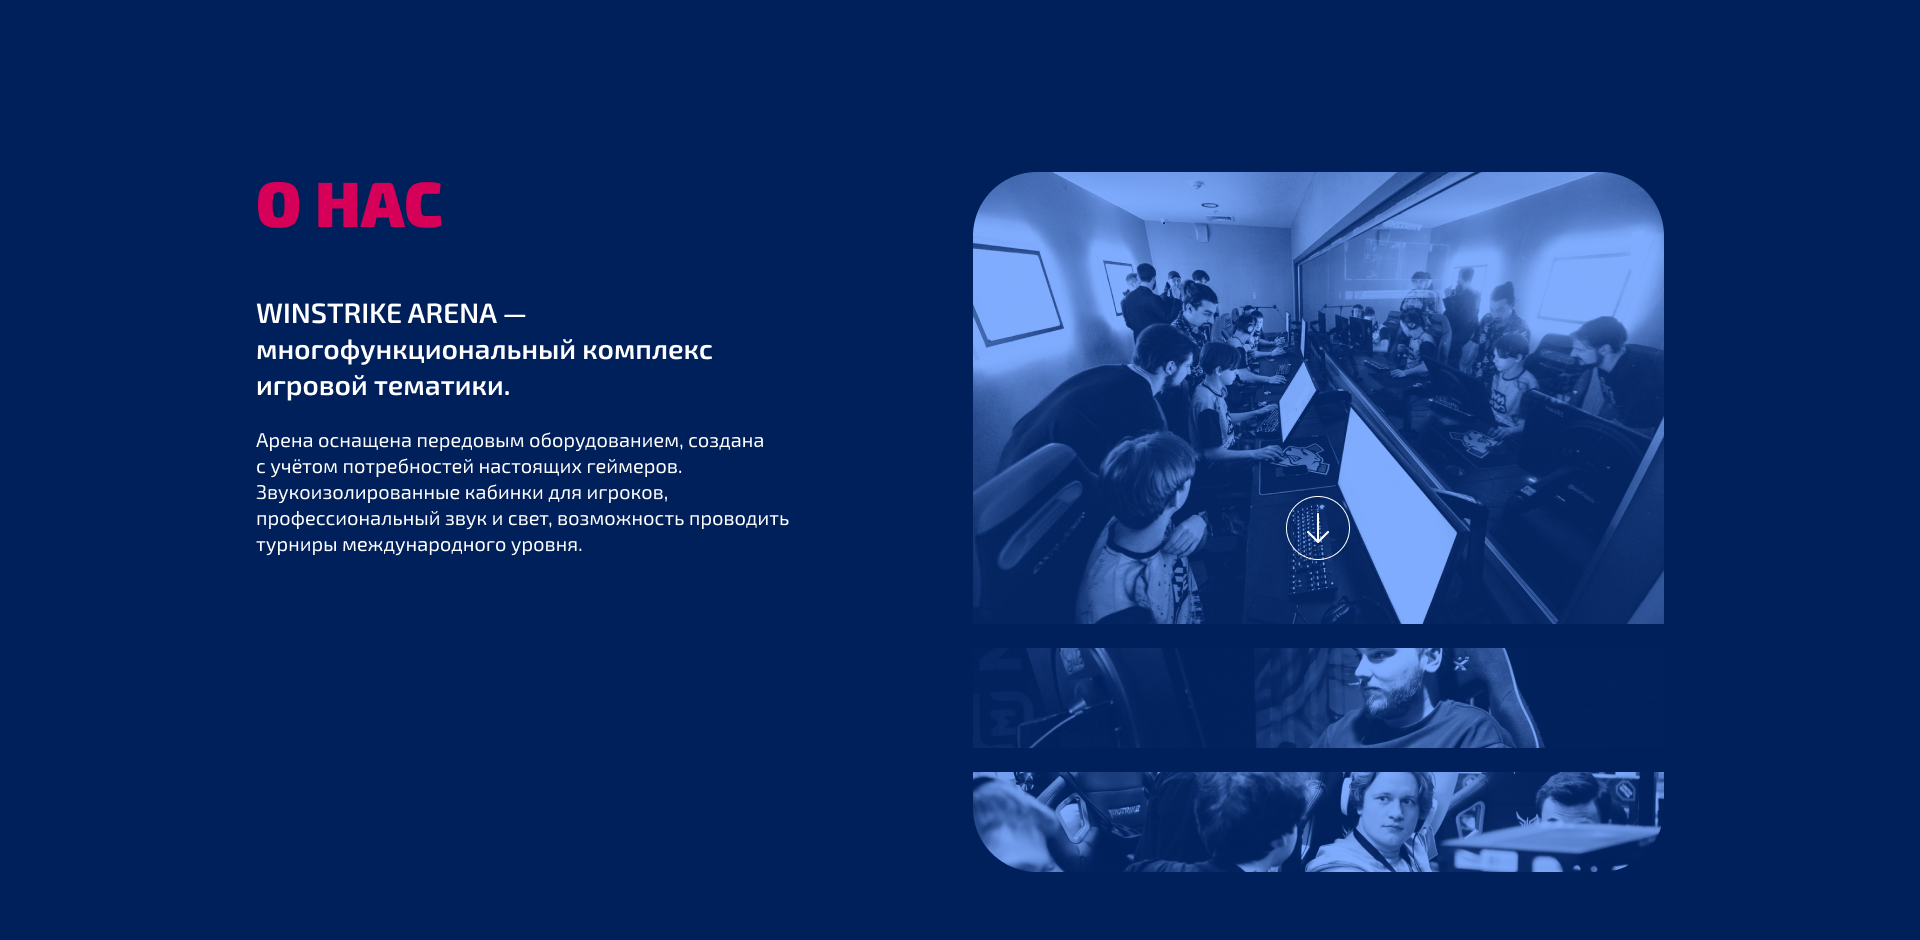 О НАС
WINSTRIKE ARENA —
многофункциональный комплекс
игровой тематики.
Арена оснащена передовым оборудованием, создана
с учётом потребностей настоящих геймеров.
Звукоизолированные кабинки для игроков,
профессиональный звук и свет, возможность проводить
турниры международного уровня.